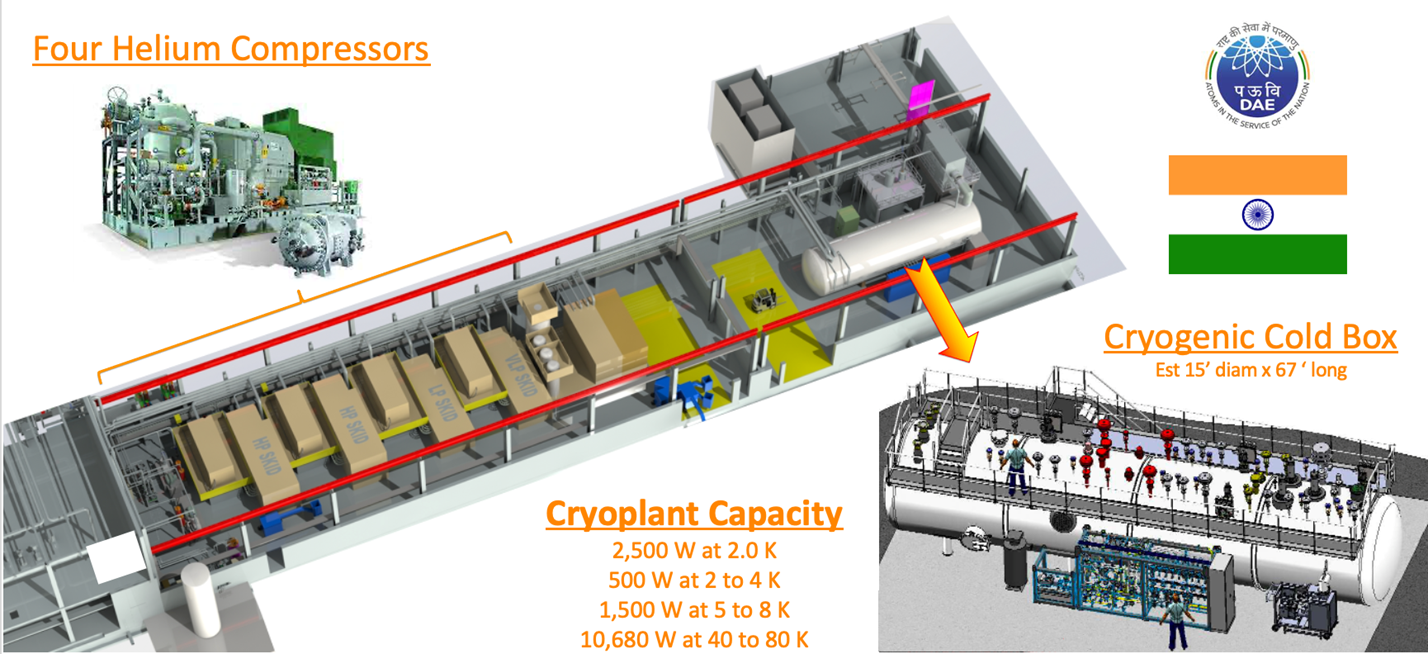 Four Helium Compressors
राष्ट्र की सेवा में परमाणु
प ऊ वि
DAE
ATOMS IN THE SERVICE OF THE NATION
Cryogenic Cold Box
Est 15’ diam x 67 ‘ long
HP SKID
HP SKID
LP SKID
VLP SKID
Cryoplant Capacity
2,500 W at 2.0 K
500 W at 2 to 4 K
1,500 W at 5 to 8 K
10,680 W at 40 to 80 K